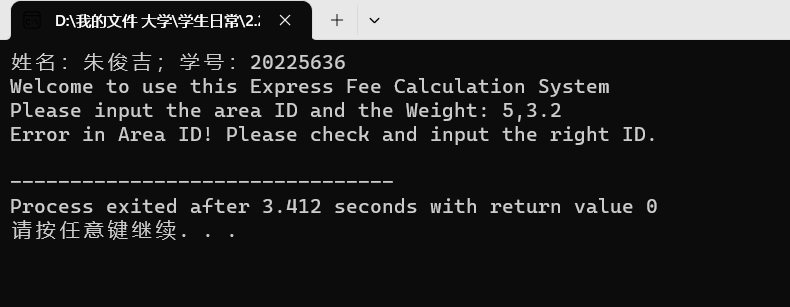 D:\我的文件 大学\学生日常\2.2
姓名：朱俊吉；学号：20225636
Welcome to use this Express Fee Calculation System
Please input the area ID and the Weight: 5,3.2
Error in Area ID! Please check and input the right ID.
--------------------------------
Process exited after 3.412 seconds with return value 0
请按任意键继续. . .